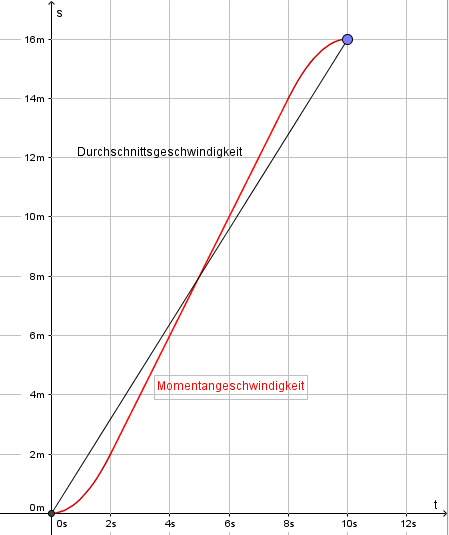 s
16m
14m
Durchschnittsgeschwindigkeit
12m
10m
8m
6m
Momentangeschwindigkeit
4m
2m
0m
t
0s 2s 4s 6s 8s 10s 12s